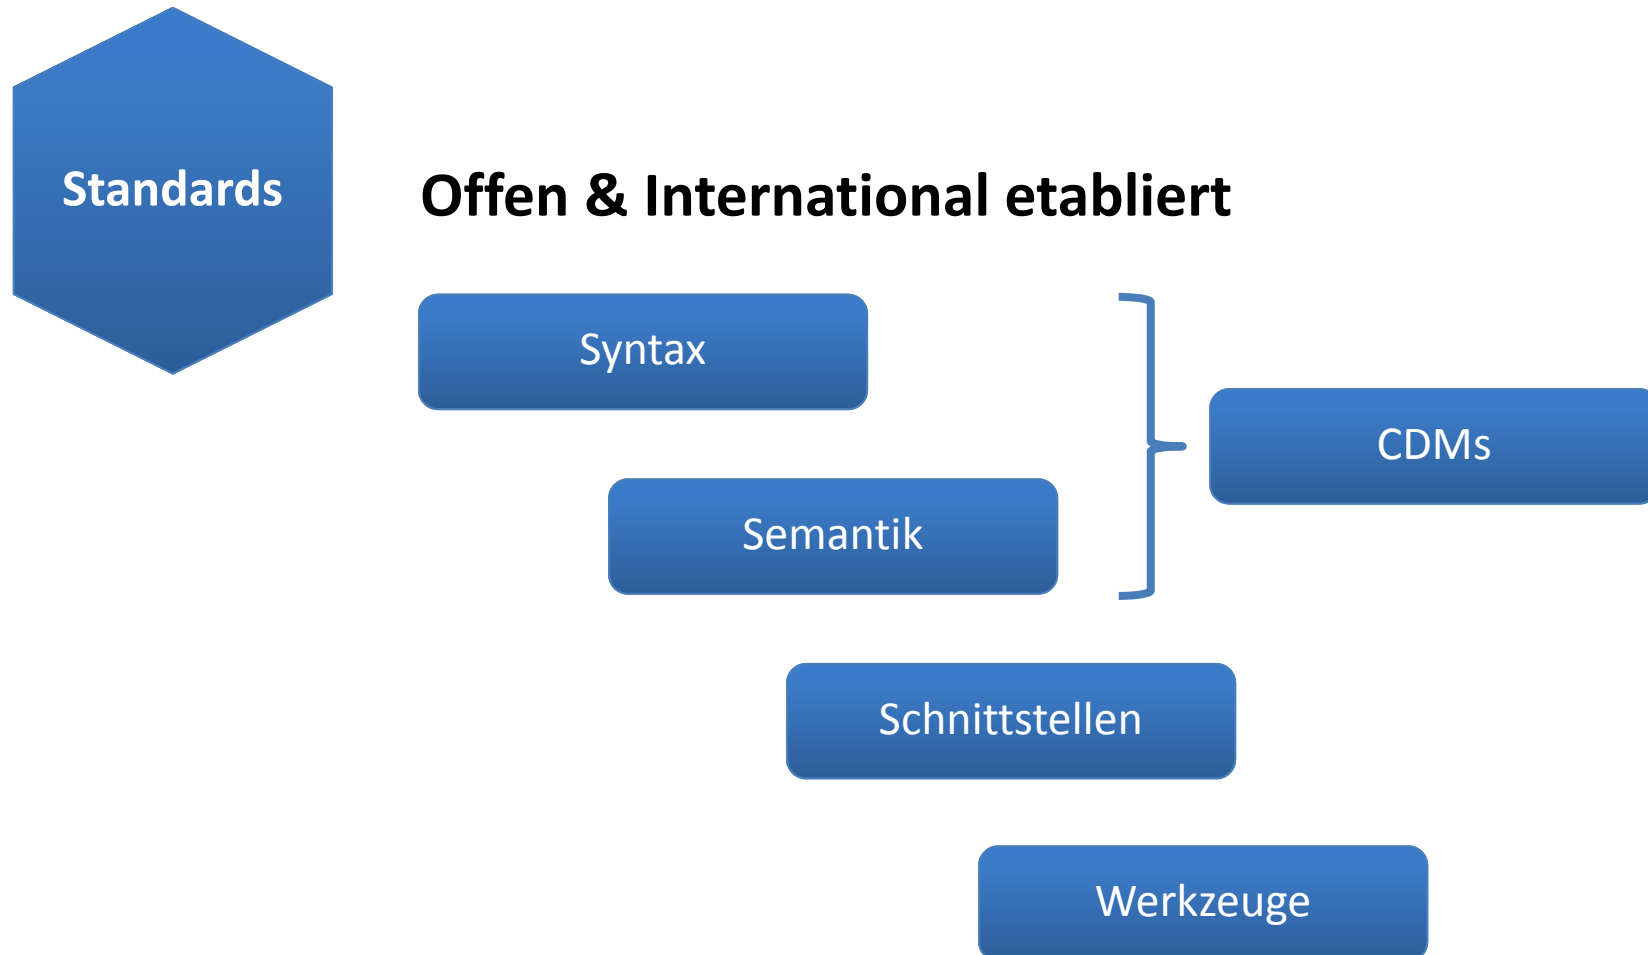 Standards
Offen & International etabliert
Syntax
CDMs
Semantik
Schnittstellen
Werkzeuge